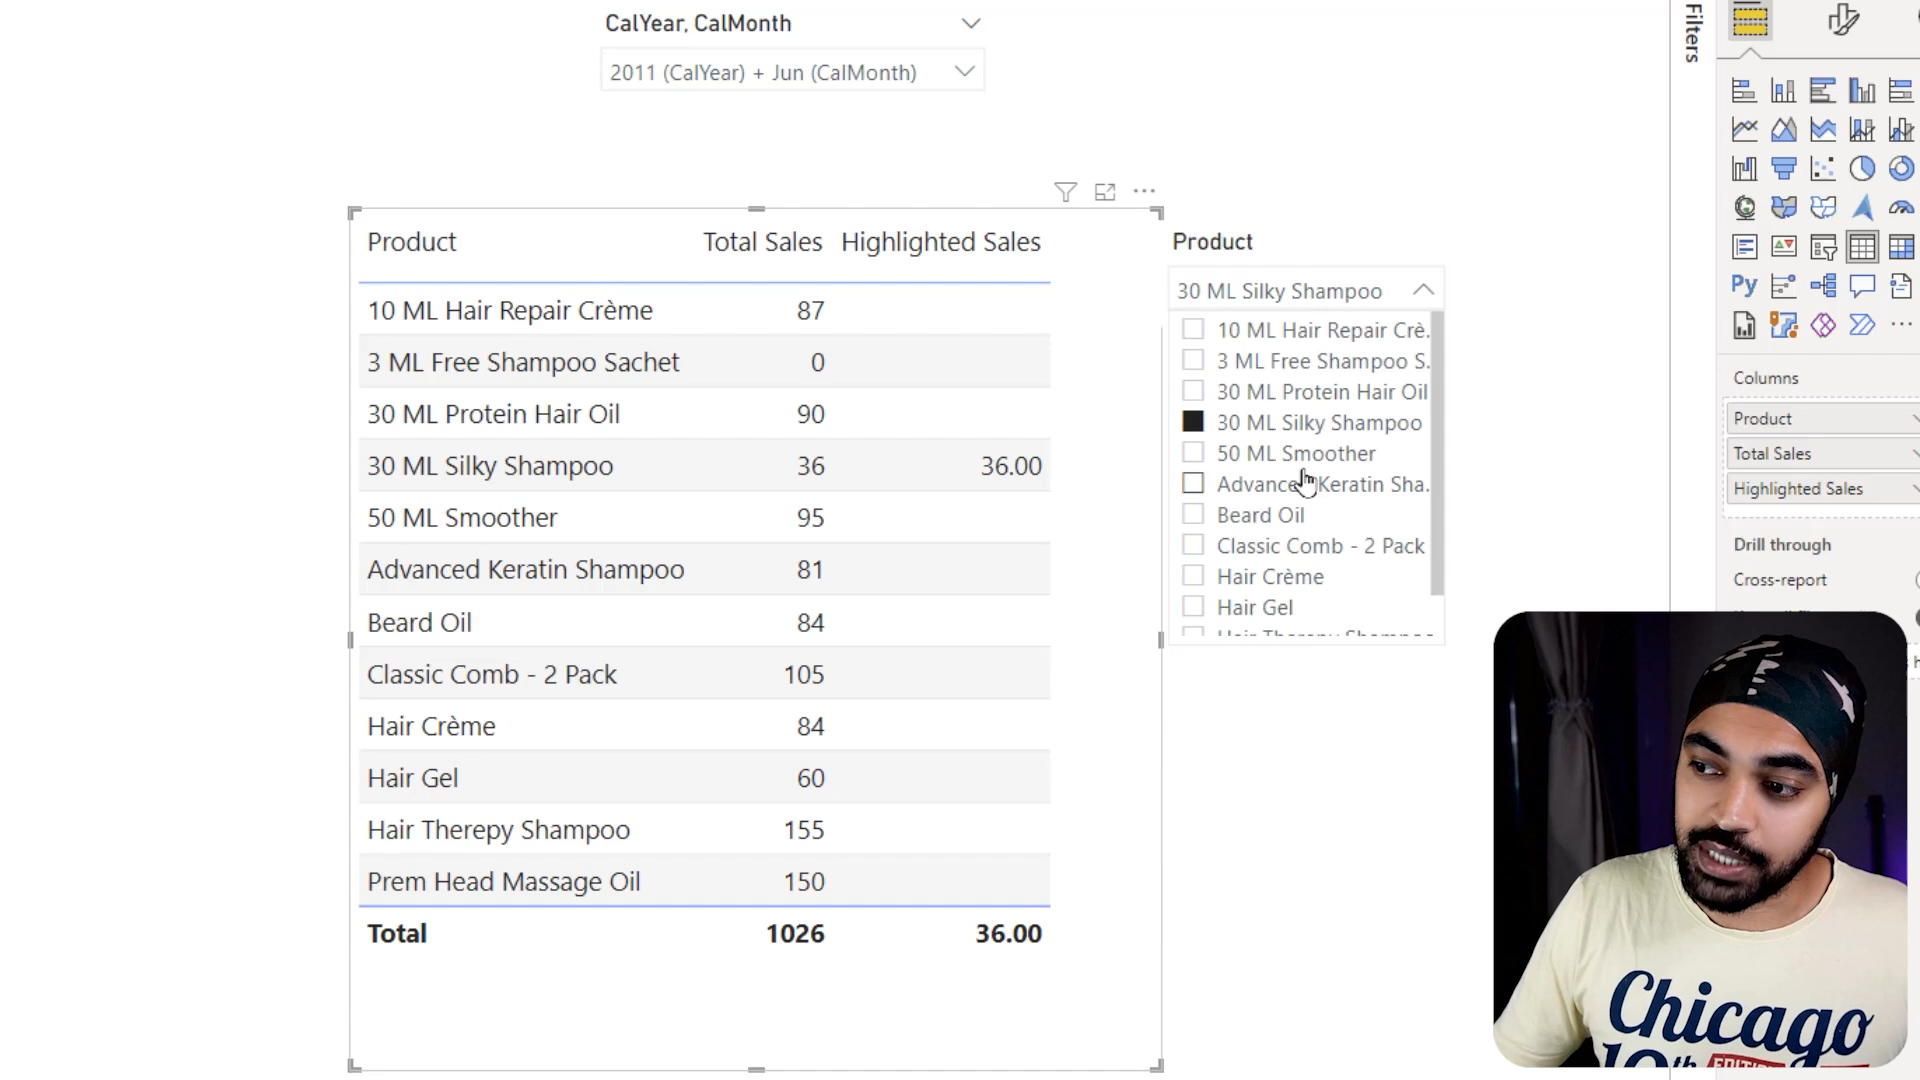 CalYear, CalMonth
2011 (CalYear) + Jun (CalMonth)
Filters
Product Total Sales Highlighted Sales
10 ML Hair Repair Crème 87
3 ML Free Shampoo Sachet 0
30 ML Protein Hair Oil 90
30 ML Silky Shampoo 36 36.00
50 ML Smoother 95
Advanced Keratin Shampoo 81
Beard Oil 84
Classic Comb - 2 Pack 105
Hair Crème 84
Hair Gel 60
Hair Therepy Shampoo 155
Prem Head Massage Oil 150
Total 1026 36.00
Product
30 ML Silky Shampoo
10 ML Hair Repair Crè.
3 ML Free Shampoo S.
30 ML Protein Hair Oil
30 ML Silky Shampoo
50 ML Smoother
Advanced Keratin Sha.
Beard Oil
Classic Comb - 2 Pack
Hair Crème
Hair Gel
Hair Therepy Shampoo
Py
Columns
Product
Total Sales
Highlighted Sales
Drill through
Cross-report
Chicago
10th EDITION